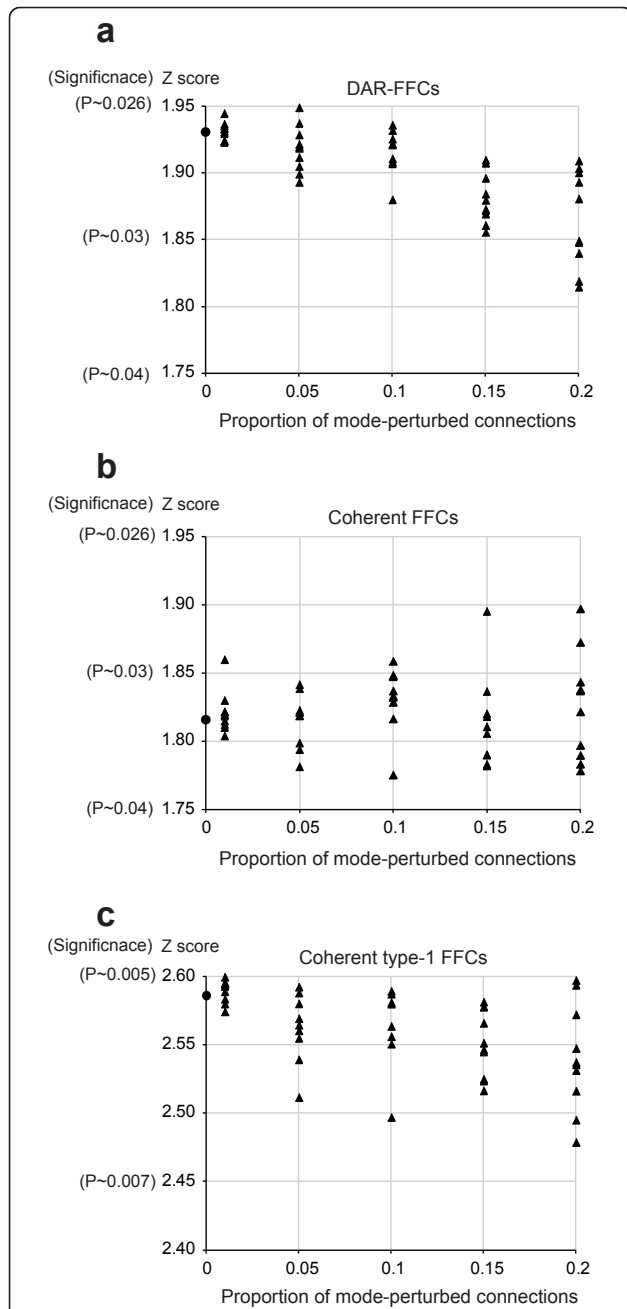 a
(Significnace) Z score
DAR-FFCs
(P~0.026) 1.95
1.90
(P~0.03) 1.85
1.80
(P~0.04) 1.75
0 0.05 0.1 0.15 0.2
Proportion of mode-perturbed connections
b
(Significnace) Z score
Coherent FFCs
(P~0.026) 1.95
1.90
(P~0.03) 1.85
1.80
(P~0.04) 1.75
0 0.05 0.1 0.15 0.2
Proportion of mode-perturbed connections
c
(Significnace) Z score
Coherent type-1 FFCs
(P~0.005) 2.60
2.55
2.50
(P~0.007) 2.45
2.40
0 0.05 0.1 0.15 0.2
Proportion of mode-perturbed connections